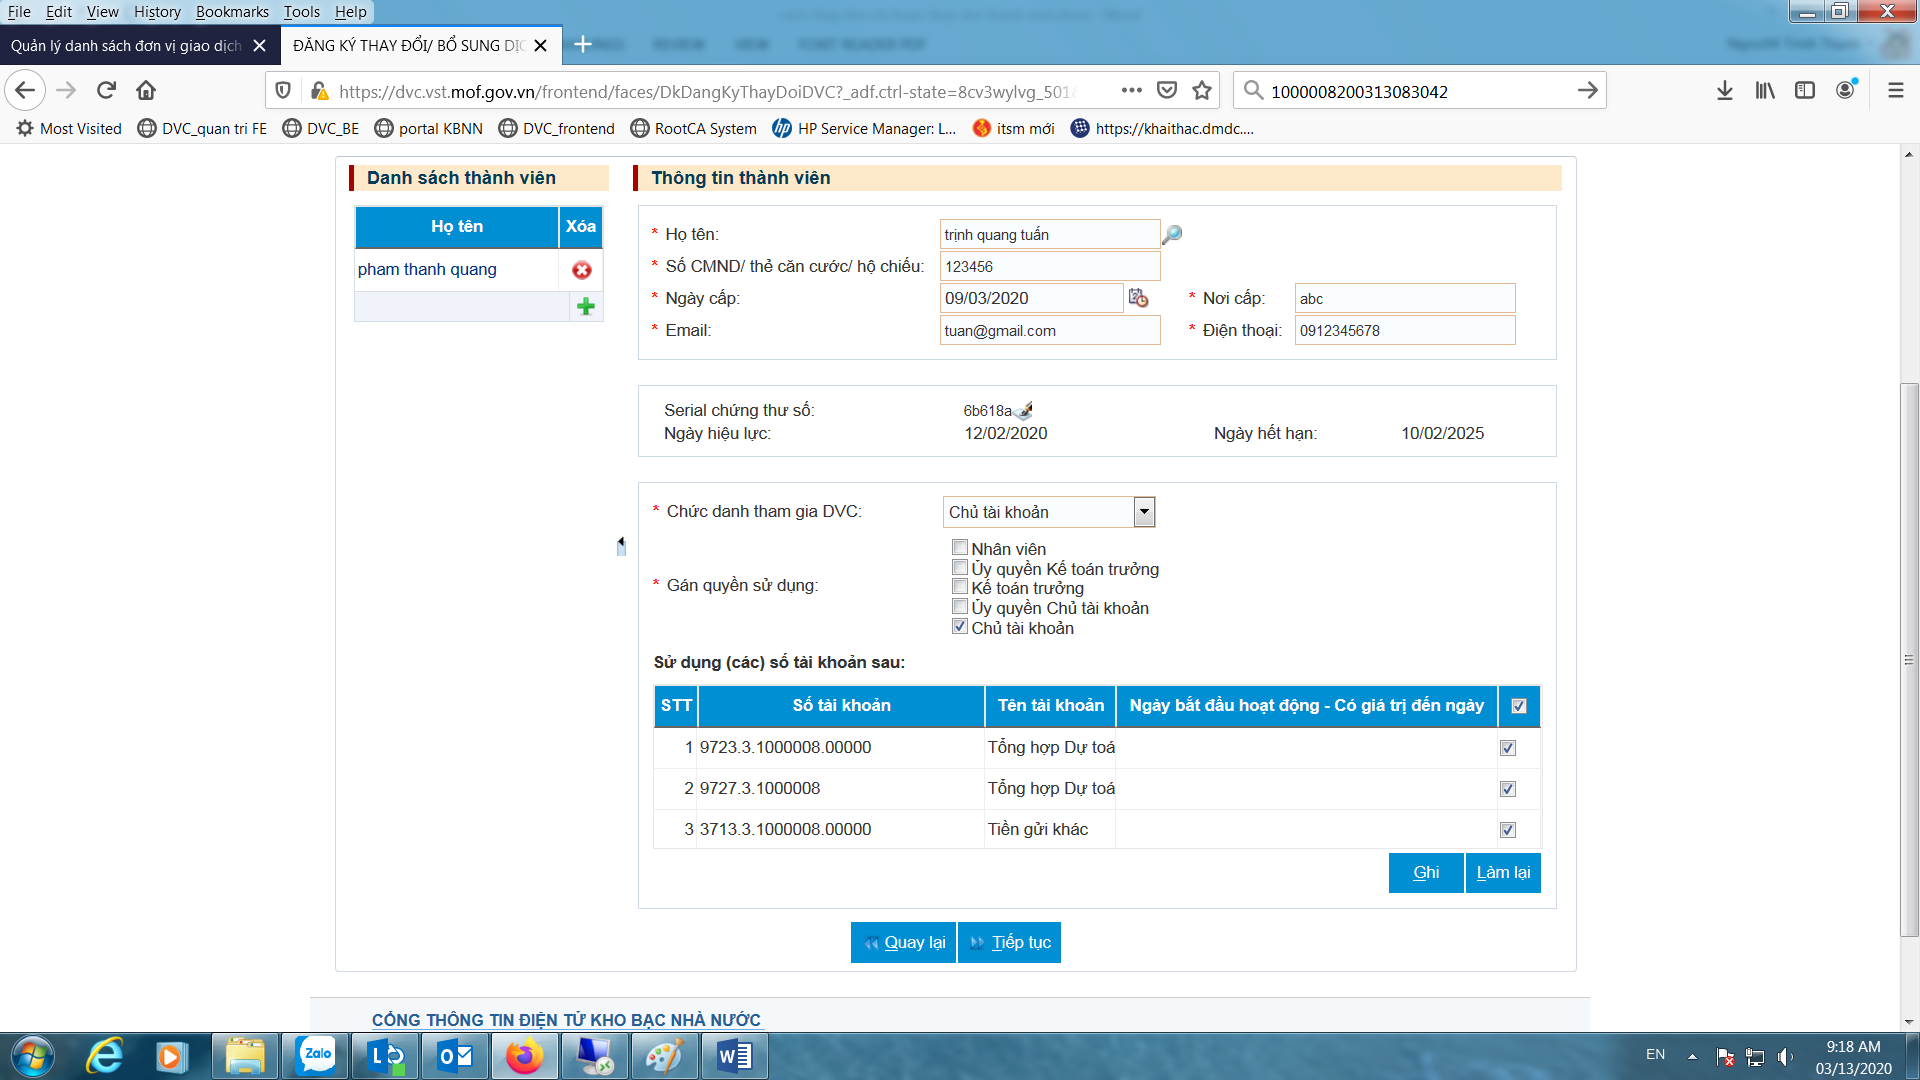 File Edit View History Bookmarks Tools Help
Quản lý danh sách đơn vị giao dịch
ĐĂNG KÝ THAY ĐỔI/ BỔ SUNG DỊC
REVIEW VIEW FOXIT READER PDF
https://dvc.vst.mof.gov.vn/frontend/faces/DkDangKyThayDoiDVC?_adf.ctrl-state=8cv3wylvg_501&
1000008200313083042
Most Visited DVC_quan tri FE DVC_BE portal KBNN DVC_frontend RootCA System HP Service Manager: L... itsm mới https://khaithac.dmdc....
Danh sách thành viên
Họ tên Xóa
pham thanh quang
Thông tin thành viên
* Họ tên: trịnh quang tuấn
* Số CMND/ thẻ căn cước/ hộ chiếu: 123456
* Ngày cấp: 09/03/2020 * Nơi cấp: abc
* Email: tuan@gmail.com * Điện thoại: 0912345678
Serial chứng thư số: 6b618a
Ngày hiệu lực: 12/02/2020 Ngày hết hạn: 10/02/2025
* Chức danh tham gia DVC: Chủ tài khoản
* Gán quyền sử dụng:
Nhân viên
Ủy quyền Kế toán trưởng
Kế toán trưởng
Ủy quyền Chủ tài khoản
Chủ tài khoản
Sử dụng (các) số tài khoản sau:
STT Số tài khoản Tên tài khoản Ngày bắt đầu hoạt động - Có giá trị đến ngày
1 9723.3.1000008.00000 Tổng hợp Dự toá
2 9727.3.1000008 Tổng hợp Dự toá
3 3713.3.1000008.00000 Tiền gửi khác
Ghi Làm lại
Quay lại Tiếp tục
CỔNG THÔNG TIN ĐIỆN TỬ KHO BẠC NHÀ NƯỚC
Zalo
EN
9:18 AM
03/13/2020